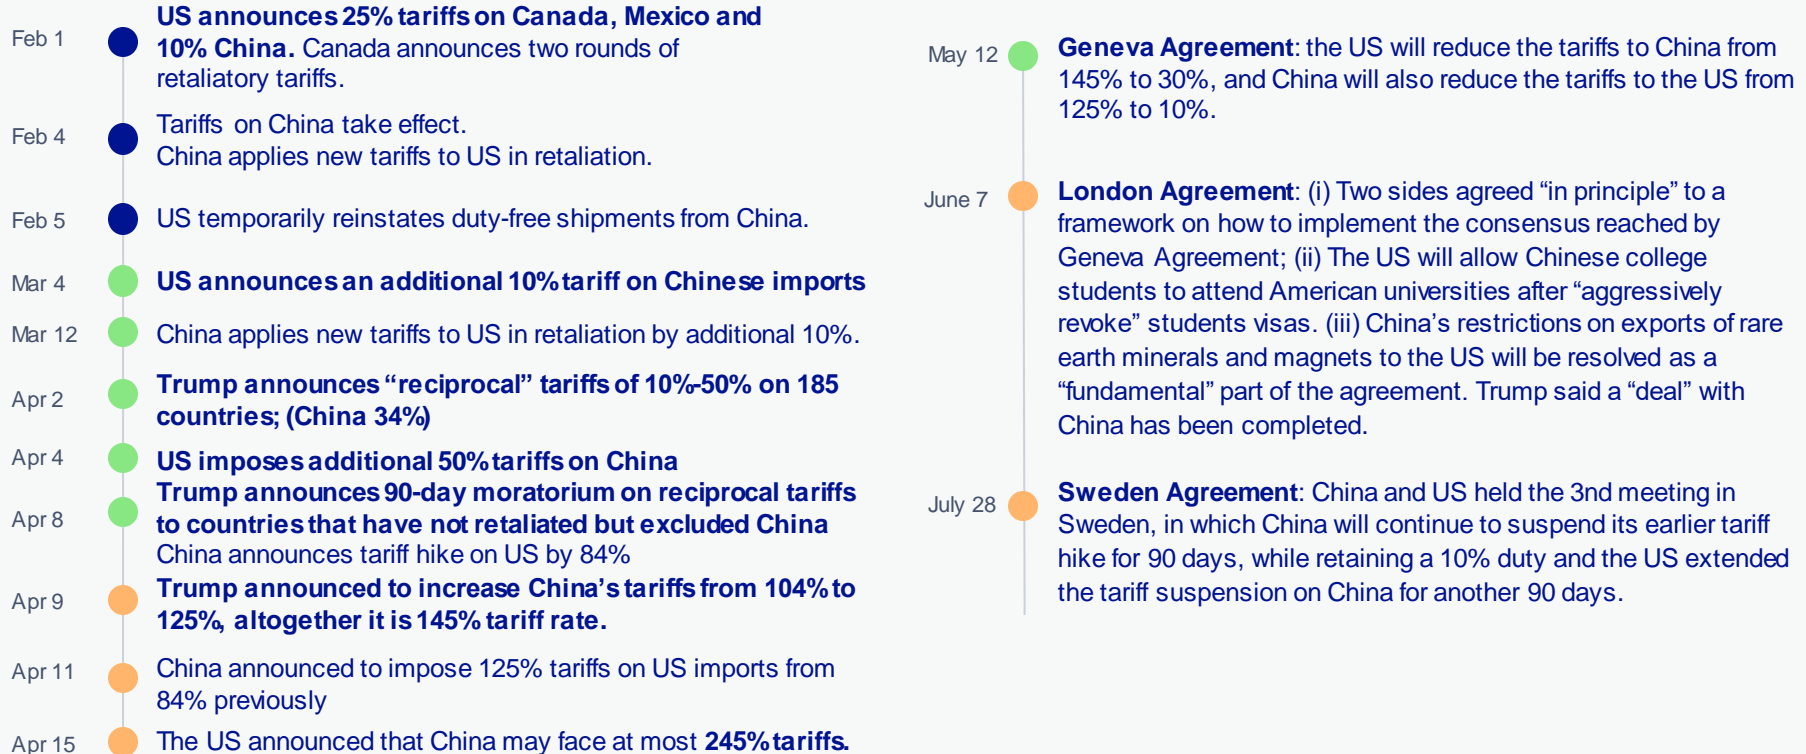 Feb 1
US announces 25% tariffs on Canada, Mexico and
10% China. Canada announces two rounds of
retaliatory tariffs.
Feb 4
Tariffs on China take effect.
China applies new tariffs to US in retaliation.
Feb 5
US temporarily reinstates duty-free shipments from China.
Mar 4
US announces an additional 10% tariff on Chinese imports
Mar 12
China applies new tariffs to US in retaliation by additional 10%.
Apr 2
Trump announces “reciprocal” tariffs of 10%-50% on 185
countries; (China 34%)
Apr 4
US imposes additional 50% tariffs on China
Apr 8
Trump announces 90-day moratorium on reciprocal tariffs
to countries that have not retaliated but excluded China
China announces tariff hike on US by 84%
Apr 9
Trump announced to increase China’s tariffs from 104% to
125%, altogether it is 145% tariff rate.
Apr 11
China announced to impose 125% tariffs on US imports from
84% previously
Apr 15
The US announced that China may face at most 245% tariffs.
May 12
Geneva Agreement: the US will reduce the tariffs to China from
145% to 30%, and China will also reduce the tariffs to the US from
125% to 10%.
June 7
London Agreement: (i) Two sides agreed “in principle” to a
framework on how to implement the consensus reached by
Geneva Agreement; (ii) The US will allow Chinese college
students to attend American universities after “aggressively
revoke” students visas. (iii) China’s restrictions on exports of rare
earth minerals and magnets to the US will be resolved as a
“fundamental” part of the agreement. Trump said a “deal” with
China has been completed.
July 28
Sweden Agreement: China and US held the 3nd meeting in
Sweden, in which China will continue to suspend its earlier tariff
hike for 90 days, while retaining a 10% duty and the US extended
the tariff suspension on China for another 90 days.